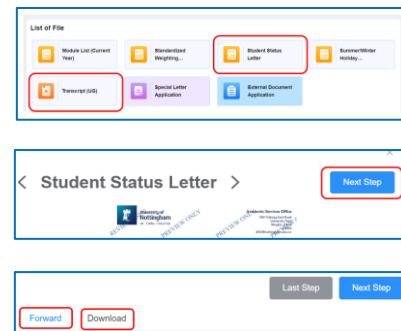 List of File
Module List (Current Year)
Standardized Weighting...
Student Status Letter
Summer/Winter Holiday...
Transcript (UG)
Special Letter Application
External Document Application
< Student Status Letter >
Next Step
University of
Nottingham
Academic Services Office
PREVIEW ONLY
PREVIEW ONLY
Last Step
Next Step
Forward
Download